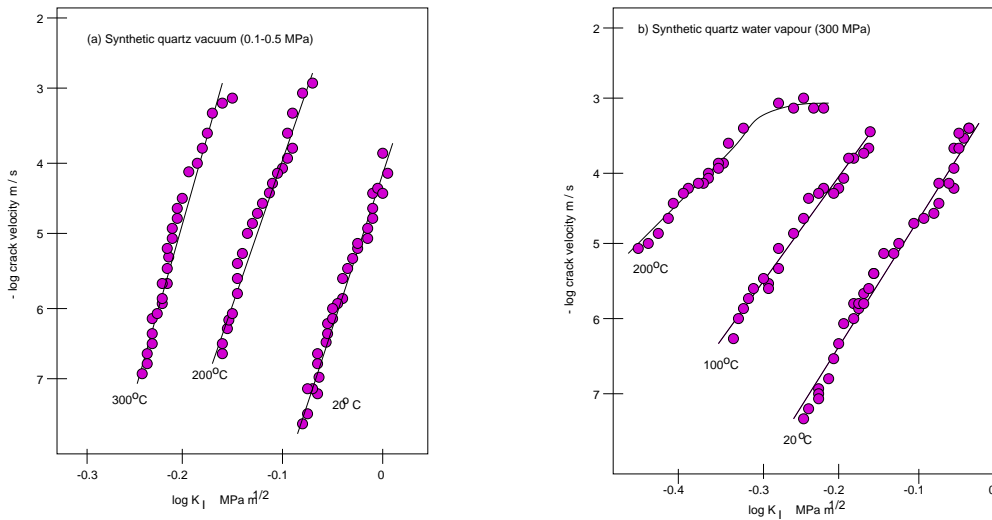 (a) Synthetic quartz vacuum (0.1-0.5 MPa)
- log crack velocity m / s
2
3
4
5
6
7
300°C
200°C
20° C
-0.3
-0.2
-0.1
0
log K I MPa m 1/2
b) Synthetic quartz water vapour (300 MPa)
- log crack velocity m / s
2
3
4
5
6
7
200°C
100°C
20°C
-0.4
-0.3
-0.2
-0.1
0
log K I MPa m 1/2